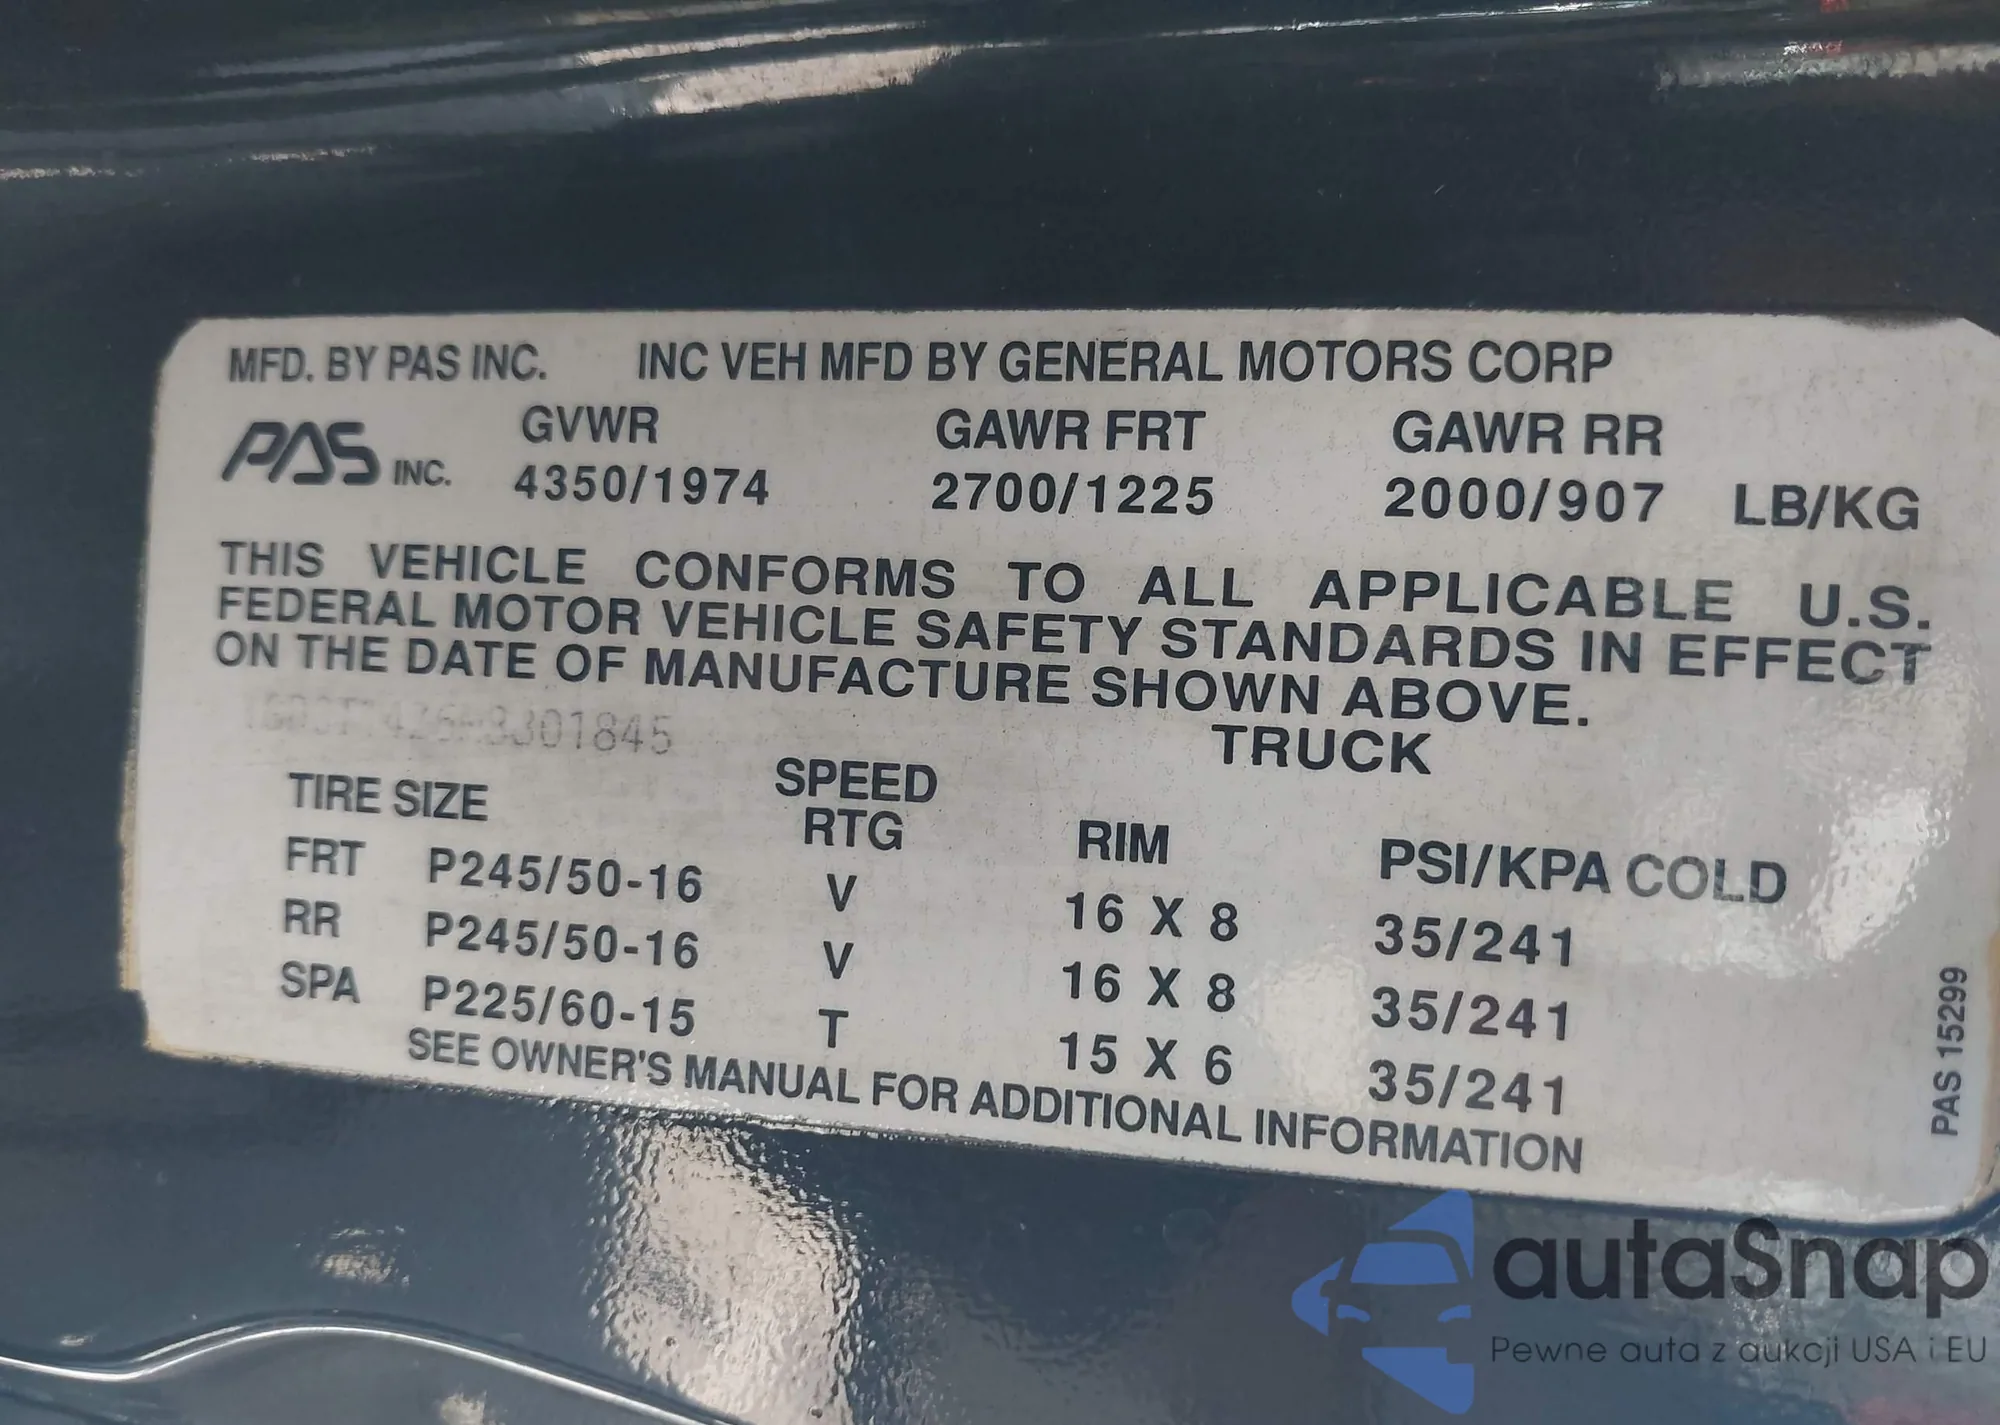 MFD. BY PAS INC. INC VEH MFD BY GENERAL MOTORS CORP
GVWR GAWR FRT GAWR RR
PAS INC. 4350/1974 2700/1225 2000/907 LB/KG
THIS VEHICLE CONFORMS TO ALL APPLICABLE U.S.
FEDERAL MOTOR VEHICLE SAFETY STANDARDS IN EFFECT
ON THE DATE OF MANUFACTURE SHOWN ABOVE.
TRUCK
TIRE SIZE SPEED RTG RIM PSI/KPA COLD
FRT P245/50-16 V 16 X 8 35/241
RR P245/50-16 V 16 X 8 35/241
SPA P225/60-15 T 15 X 6 35/241
SEE OWNER'S MANUAL FOR ADDITIONAL INFORMATION
PAS 15299
autaSnap
Pewne auta z aukcji USA i EU